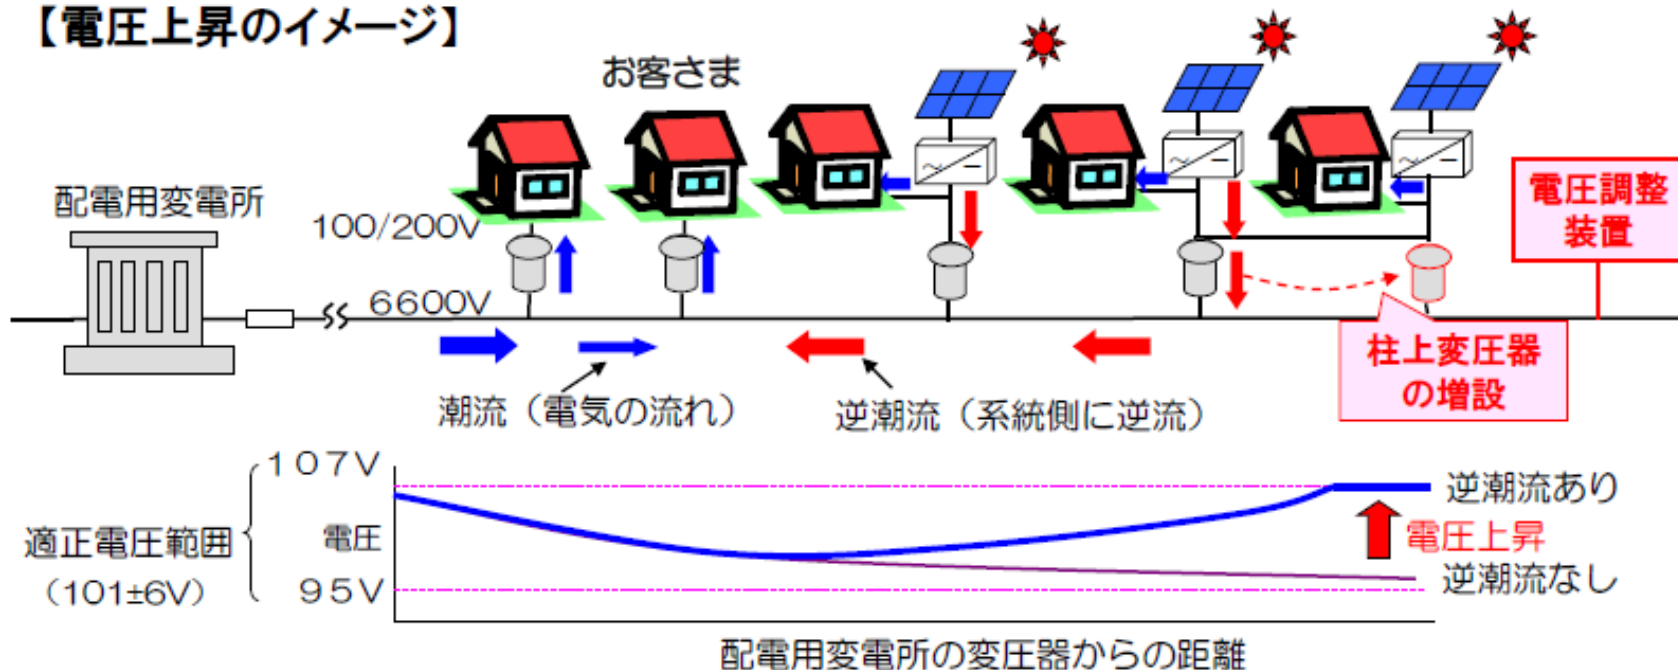 【電圧上昇のイメージ】
お客さま
配電用変電所
100/200V
6600V
電圧調整
装置
柱上変圧器
の増設
潮流（電気の流れ）
逆潮流（系統側に逆流）
107V
適正電圧範囲
（101±6V）
電圧
95V
逆潮流あり
電圧上昇
逆潮流なし
配電用変電所の変圧器からの距離